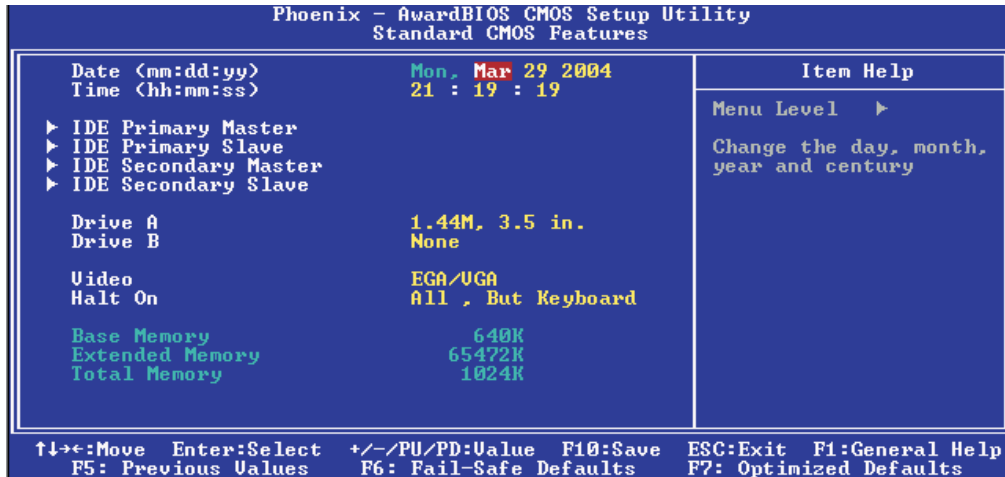 Phoenix - AwardBIOS CMOS Setup Utility
Standard CMOS Features
Date (mm:dd:yy) Mon, Mar 29 2004
Time (hh:mm:ss) 21 : 19 : 19
▶ IDE Primary Master
▶ IDE Primary Slave
▶ IDE Secondary Master
▶ IDE Secondary Slave
Drive A 1.44M, 3.5 in.
Drive B None
Video EGA/VGA
Halt On All , But Keyboard
Base Memory 640K
Extended Memory 65472K
Total Memory 1024K
Item Help
Menu Level ▶
Change the day, month,
year and century
↑↓→←:Move Enter:Select +/-/PU/PD:Value F10:Save ESC:Exit F1:General Help
F5: Previous Values F6: Fail-Safe Defaults F7: Optimized Defaults